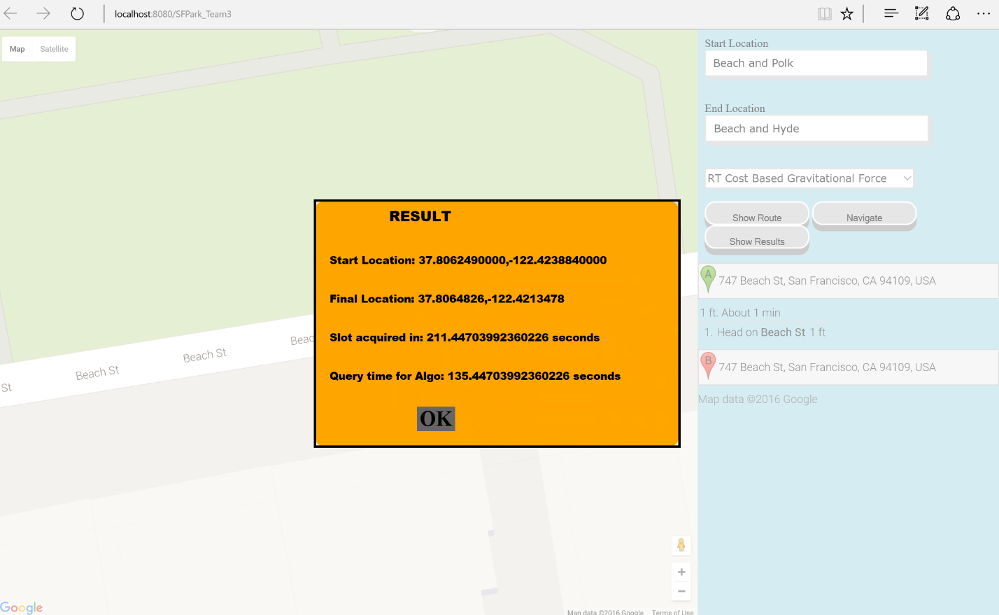 localhost:8080/SFPark_Team3
Map Satellite
Start Location
Beach and Polk
End Location
Beach and Hyde
RT Cost Based Gravitational Force
Show Route Navigate
Show Results
A 747 Beach St, San Francisco, CA 94109, USA
1 ft. About 1 min
1. Head on Beach St 1 ft
B 747 Beach St, San Francisco, CA 94109, USA
Map data ©2016 Google
RESULT
Start Location: 37.8062490000,-122.4238840000
Final Location: 37.8064826,-122.4213478
Slot acquired in: 211.44703992360226 seconds
Query time for Algo: 135.44703992360226 seconds
OK
St
Beach St
Beach St
Beac
Google
Map data ©2016 Google Terms of Use